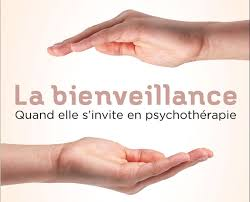 La bienveillance
Quand elle s'invite en psychothérapie